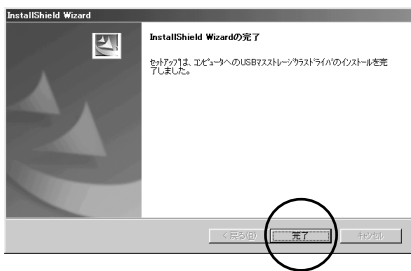 InstallShield Wizard
InstallShield Wizardの完了
ｾｯﾄｱｯﾌﾟは、ｺﾝﾋﾟｭｰﾀへのUSBﾏｽｽﾄﾚｰｼﾞｸﾗｽﾄﾞﾗｲﾊﾞのｲﾝｽﾄｰﾙを完
了しました。
< 戻る(B)
完了
ｷｬﾝｾﾙ